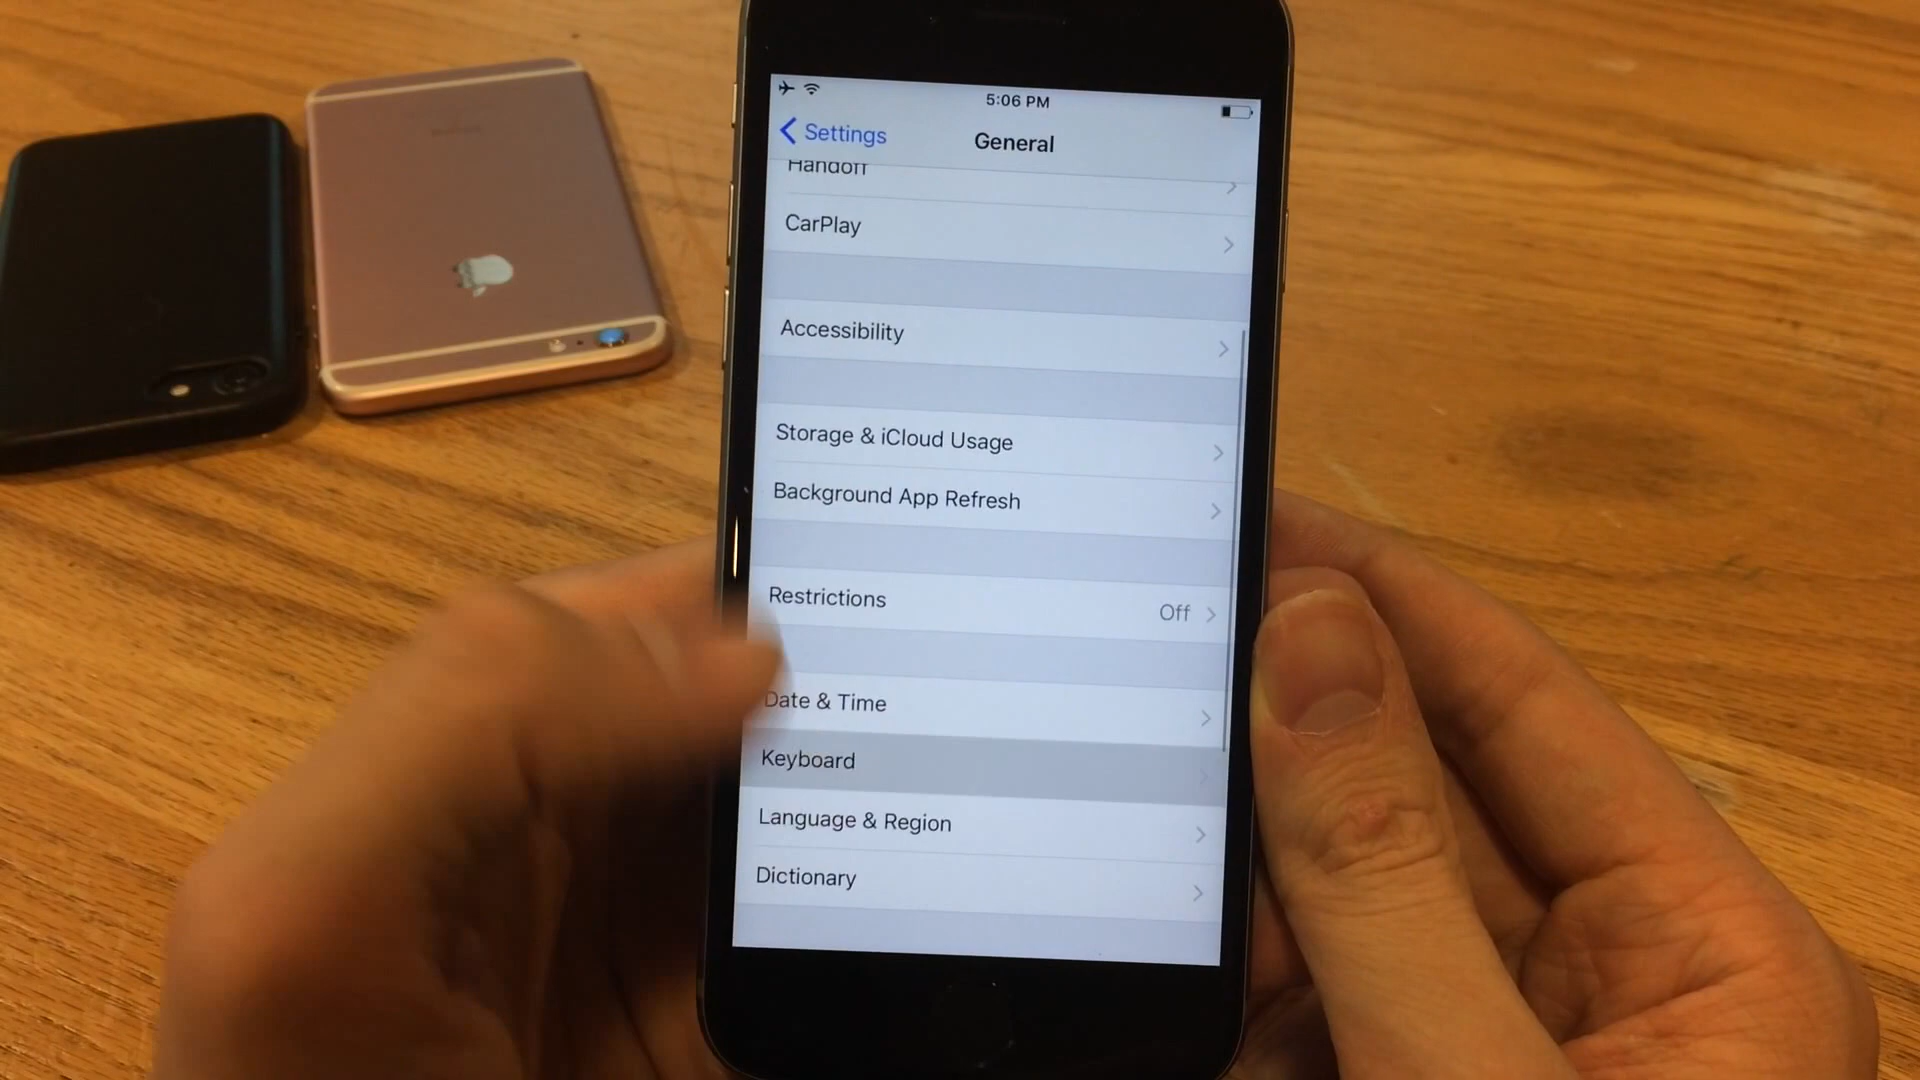 5:06 PM
Settings
General
Handoff
CarPlay
Accessibility
Storage & iCloud Usage
Background App Refresh
Restrictions Off
Date & Time
Keyboard
Language & Region
Dictionary